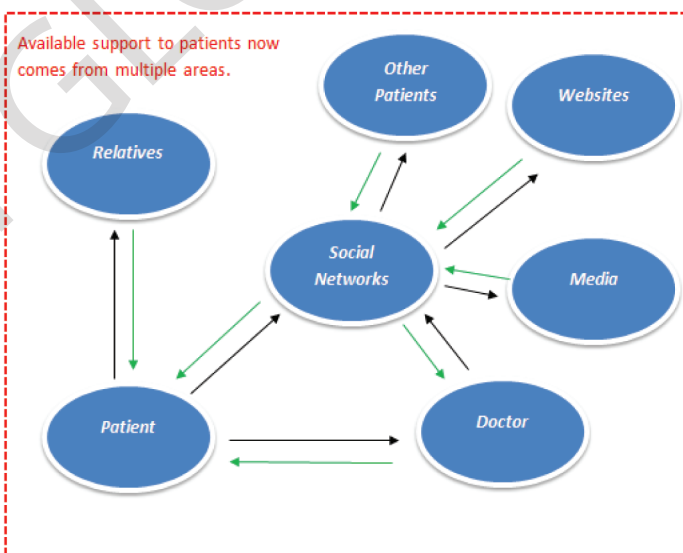 Available support to patients now
comes from multiple areas.
Other
Patients
Websites
Relatives
Social
Networks
Media
Patient
Doctor